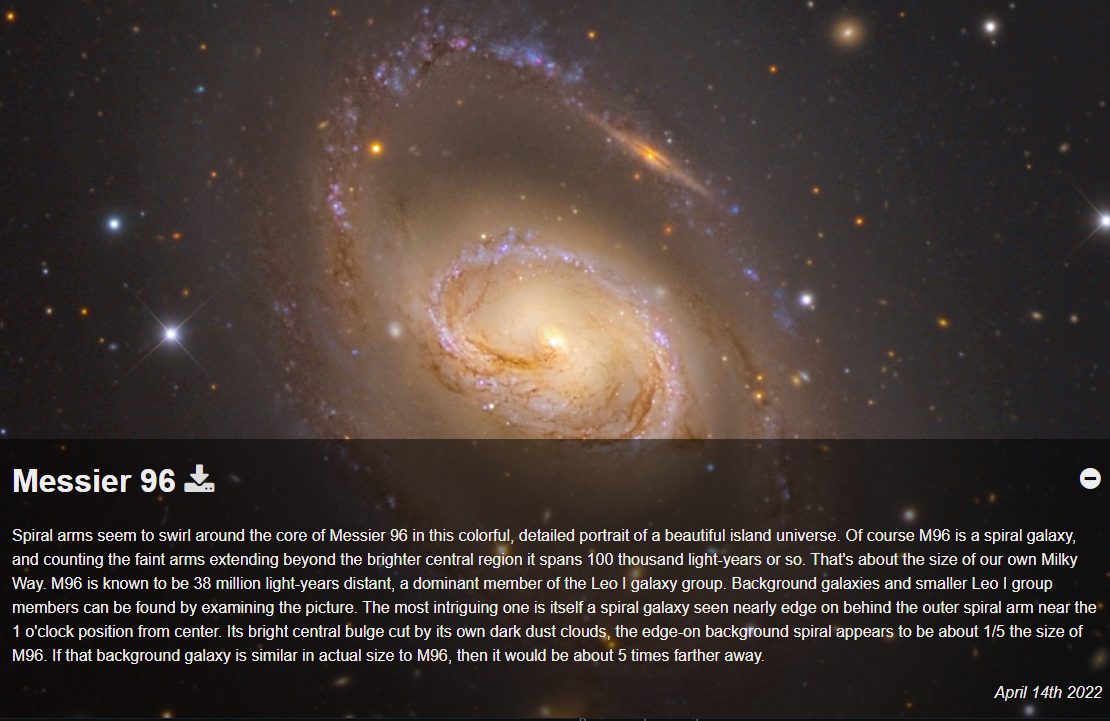 Messier 96
Spiral arms seem to swirl around the core of Messier 96 in this colorful, detailed portrait of a beautiful island universe. Of course M96 is a spiral galaxy,
and counting the faint arms extending beyond the brighter central region it spans 100 thousand light-years or so. That's about the size of our own Milky
Way. M96 is known to be 38 million light-years distant, a dominant member of the Leo I galaxy group. Background galaxies and smaller Leo I group
members can be found by examining the picture. The most intriguing one is itself a spiral galaxy seen nearly edge on behind the outer spiral arm near the
1 o'clock position from center. Its bright central bulge cut by its own dark dust clouds, the edge-on background spiral appears to be about 1/5 the size of
M96. If that background galaxy is similar in actual size to M96, then it would be about 5 times farther away.
April 14th 2022